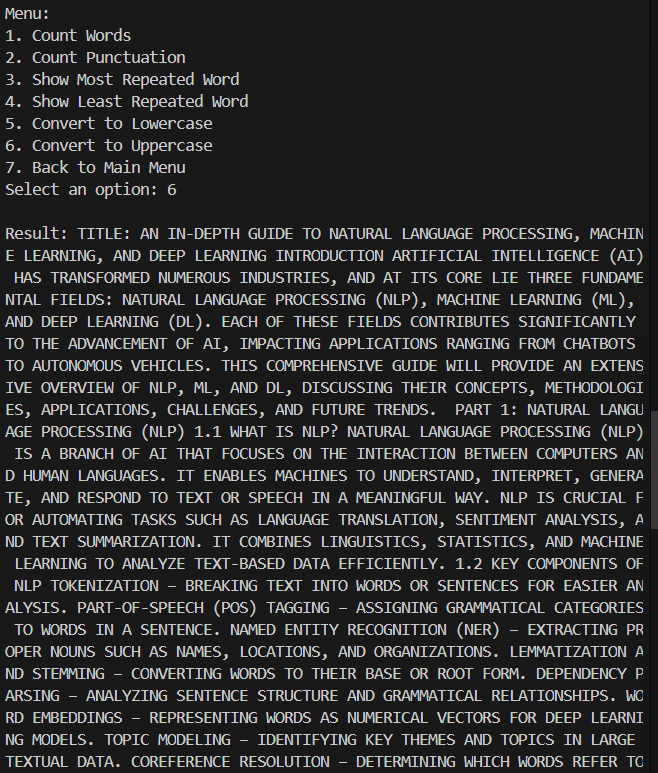 Menu:
1. Count Words
2. Count Punctuation
3. Show Most Repeated Word
4. Show Least Repeated Word
5. Convert to Lowercase
6. Convert to Uppercase
7. Back to Main Menu
Select an option: 6
Result: TITLE: AN IN-DEPTH GUIDE TO NATURAL LANGUAGE PROCESSING, MACHIN
E LEARNING, AND DEEP LEARNING INTRODUCTION ARTIFICIAL INTELLIGENCE (AI)
HAS TRANSFORMED NUMEROUS INDUSTRIES, AND AT ITS CORE LIE THREE FUNDAME
NTAL FIELDS: NATURAL LANGUAGE PROCESSING (NLP), MACHINE LEARNING (ML),
AND DEEP LEARNING (DL). EACH OF THESE FIELDS CONTRIBUTES SIGNIFICANTLY
TO THE ADVANCEMENT OF AI, IMPACTING APPLICATIONS RANGING FROM CHATBOTS
TO AUTONOMOUS VEHICLES. THIS COMPREHENSIVE GUIDE WILL PROVIDE AN EXTENS
IVE OVERVIEW OF NLP, ML, AND DL, DISCUSSING THEIR CONCEPTS, METHODOLOGI
ES, APPLICATIONS, CHALLENGES, AND FUTURE TRENDS.  PART 1: NATURAL LANGU
AGE PROCESSING (NLP) 1.1 WHAT IS NLP? NATURAL LANGUAGE PROCESSING (NLP)
IS A BRANCH OF AI THAT FOCUSES ON THE INTERACTION BETWEEN COMPUTERS AN
D HUMAN LANGUAGES. IT ENABLES MACHINES TO UNDERSTAND, INTERPRET, GENERA
TE, AND RESPOND TO TEXT OR SPEECH IN A MEANINGFUL WAY. NLP IS CRUCIAL F
OR AUTOMATING TASKS SUCH AS LANGUAGE TRANSLATION, SENTIMENT ANALYSIS, A
ND TEXT SUMMARIZATION. IT COMBINES LINGUISTICS, STATISTICS, AND MACHINE
LEARNING TO ANALYZE TEXT-BASED DATA EFFICIENTLY. 1.2 KEY COMPONENTS OF
NLP TOKENIZATION – BREAKING TEXT INTO WORDS OR SENTENCES FOR EASIER AN
ALYSIS. PART-OF-SPEECH (POS) TAGGING – ASSIGNING GRAMMATICAL CATEGORIES
TO WORDS IN A SENTENCE. NAMED ENTITY RECOGNITION (NER) – EXTRACTING PR
OPER NOUNS SUCH AS NAMES, LOCATIONS, AND ORGANIZATIONS. LEMMATIZATION A
ND STEMMING – CONVERTING WORDS TO THEIR BASE OR ROOT FORM. DEPENDENCY P
ARSING – ANALYZING SENTENCE STRUCTURE AND GRAMMATICAL RELATIONSHIPS. WO
RD EMBEDDINGS – REPRESENTING WORDS AS NUMERICAL VECTORS FOR DEEP LEARNI
NG MODELS. TOPIC MODELING – IDENTIFYING KEY THEMES AND TOPICS IN LARGE
TEXTUAL DATA. COREFERENCE RESOLUTION – DETERMINING WHICH WORDS REFER TO